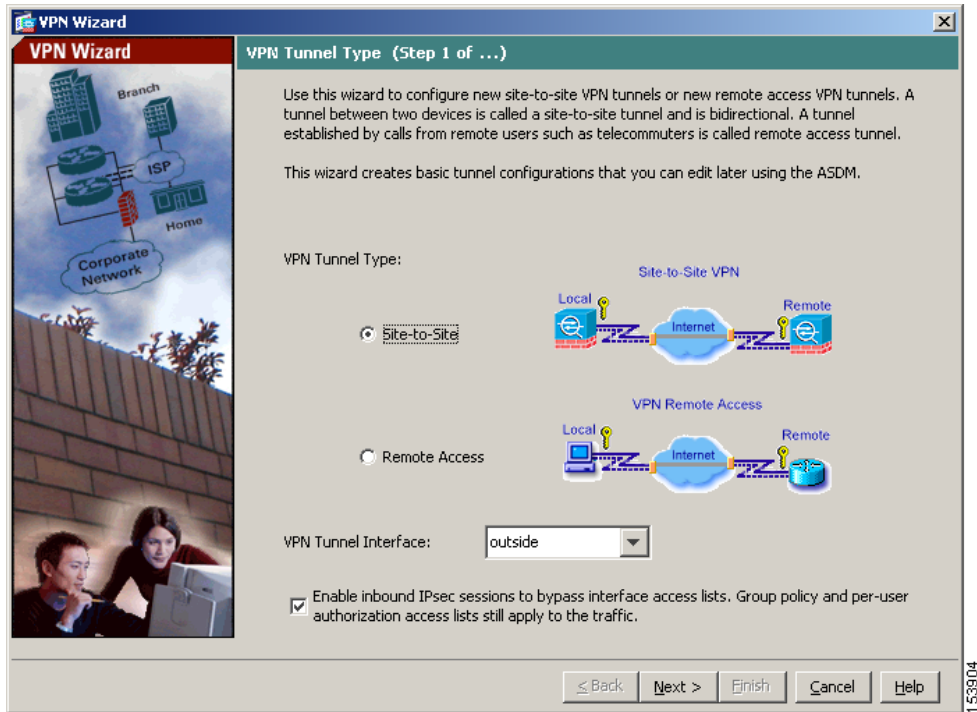 VPN Wizard
VPN Wizard
VPN Tunnel Type (Step 1 of ...)
Branch
ISP
Home
Corporate
Network
Use this wizard to configure new site-to-site VPN tunnels or new remote access VPN tunnels. A
tunnel between two devices is called a site-to-site tunnel and is bidirectional. A tunnel
established by calls from remote users such as telecommuters is called remote access tunnel.
This wizard creates basic tunnel configurations that you can edit later using the ASDM.
VPN Tunnel Type:
Site-to-Site VPN
Local
Remote
Internet
Site-to-Site
VPN Remote Access
Local
Remote
Internet
Remote Access
VPN Tunnel Interface:
outside
Enable inbound IPsec sessions to bypass interface access lists. Group policy and per-user
authorization access lists still apply to the traffic.
< Back
Next >
Finish
Cancel
Help
153904